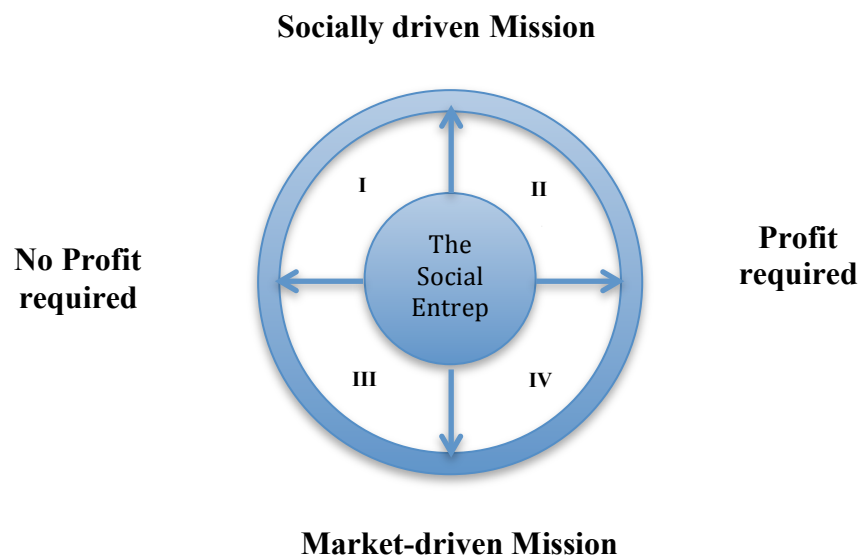 Socially driven Mission
I
II
The
Social
Entrep
No Profit
required
Profit
required
III
IV
Market-driven Mission